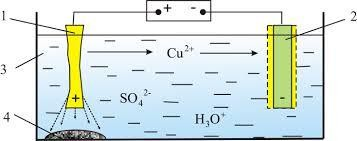 + -
1
2
3
Cu²⁺
SO₄²⁻
+
-
H₃O⁺
4